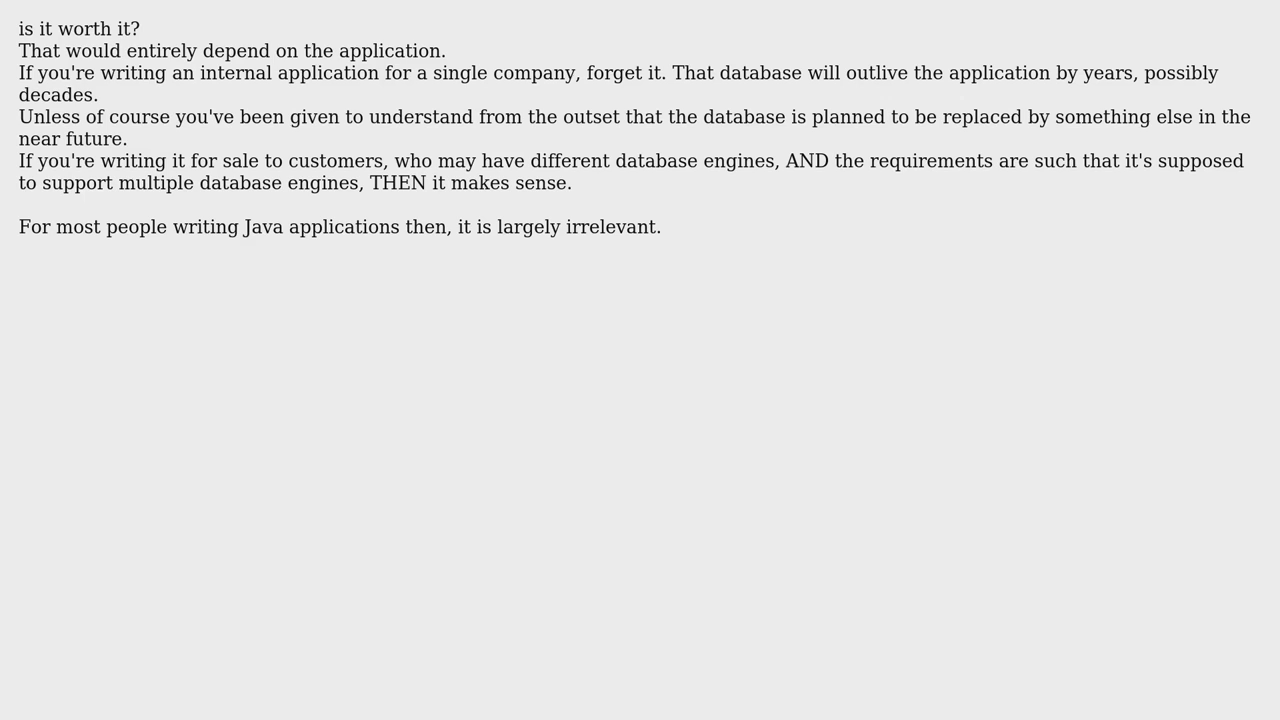 is it worth it?
That would entirely depend on the application.
If you're writing an internal application for a single company, forget it. That database will outlive the application by years, possibly
decades.
Unless of course you've been given to understand from the outset that the database is planned to be replaced by something else in the
near future.
If you're writing it for sale to customers, who may have different database engines, AND the requirements are such that it's supposed
to support multiple database engines, THEN it makes sense.

For most people writing Java applications then, it is largely irrelevant.